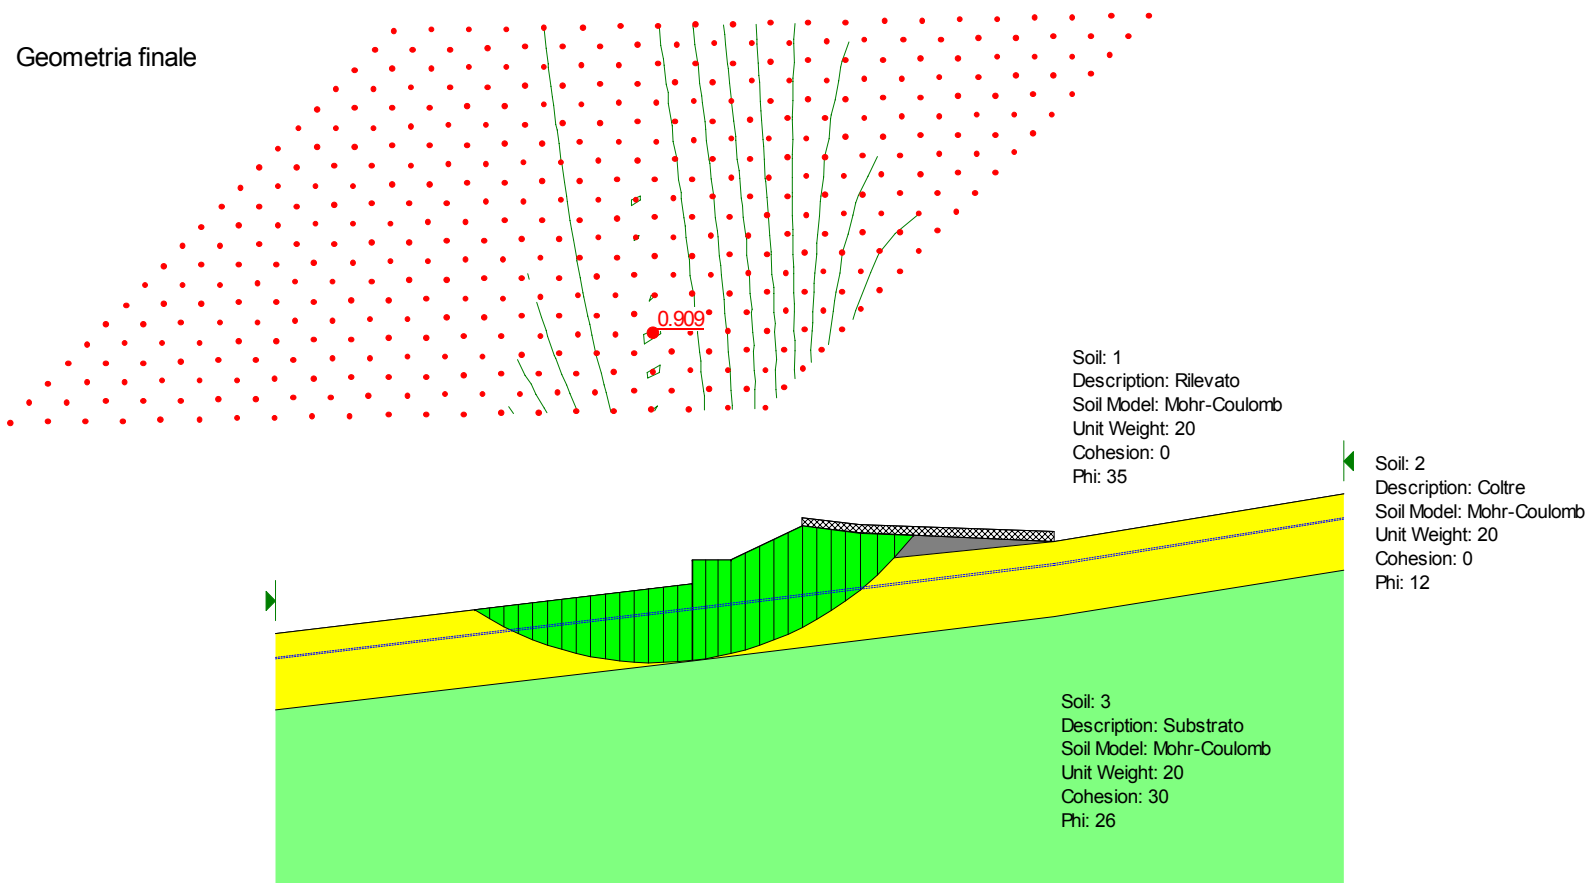 Geometria finale
0.909
Soil: 1
Description: Rilevato
Soil Model: Mohr-Coulomb
Unit Weight: 20
Cohesion: 0
Phi: 35
Soil: 2
Description: Coltre
Soil Model: Mohr-Coulomb
Unit Weight: 20
Cohesion: 0
Phi: 12
Soil: 3
Description: Substrato
Soil Model: Mohr-Coulomb
Unit Weight: 20
Cohesion: 30
Phi: 26